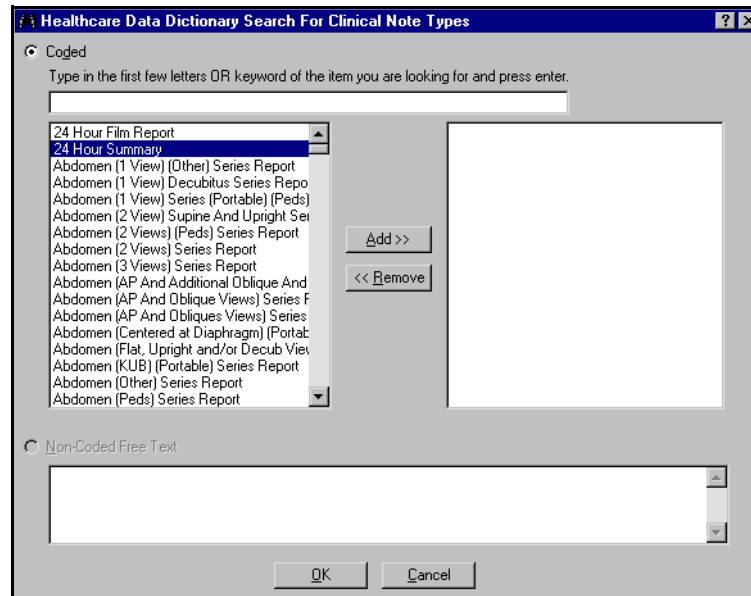 Healthcare Data Dictionary Search For Clinical Note Types
Coded
Type in the first few letters OR keyword of the item you are looking for and press enter.
24 Hour Film Report
24 Hour Summary
Abdomen (1 View) (Other) Series Report
Abdomen (1 View) Decubitus Series Repo
Abdomen (1 View) Series (Portable) (Peds)
Abdomen (2 View) Supine And Upright Ser
Abdomen (2 Views) (Peds) Series Report
Abdomen (2 Views) Series Report
Abdomen (3 Views) Series Report
Abdomen (AP And Additional Oblique And
Abdomen (AP And Oblique Views) Series F
Abdomen (AP And Obliques Views) Series
Abdomen (Centered at Diaphragm) (Portab
Abdomen (Flat, Upright and/or Decub View
Abdomen (KUB) (Portable) Series Report
Abdomen (Other) Series Report
Abdomen (Peds) Series Report
Add >>
<< Remove
Non-Coded Free Text
OK
Cancel